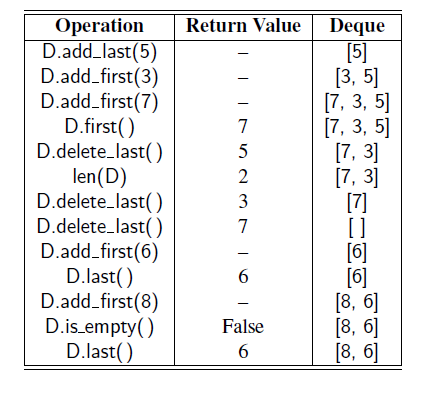 Operation Return Value Deque
D.add_last(5) – [5]
D.add_first(3) – [3, 5]
D.add_first(7) – [7, 3, 5]
D.first( ) 7 [7, 3, 5]
D.delete_last( ) 5 [7, 3]
len(D) 2 [7, 3]
D.delete_last( ) 3 [7]
D.delete_last( ) 7 [ ]
D.add_first(6) – [6]
D.last( ) 6 [6]
D.add_first(8) – [8, 6]
D.is_empty( ) False [8, 6]
D.last( ) 6 [8, 6]